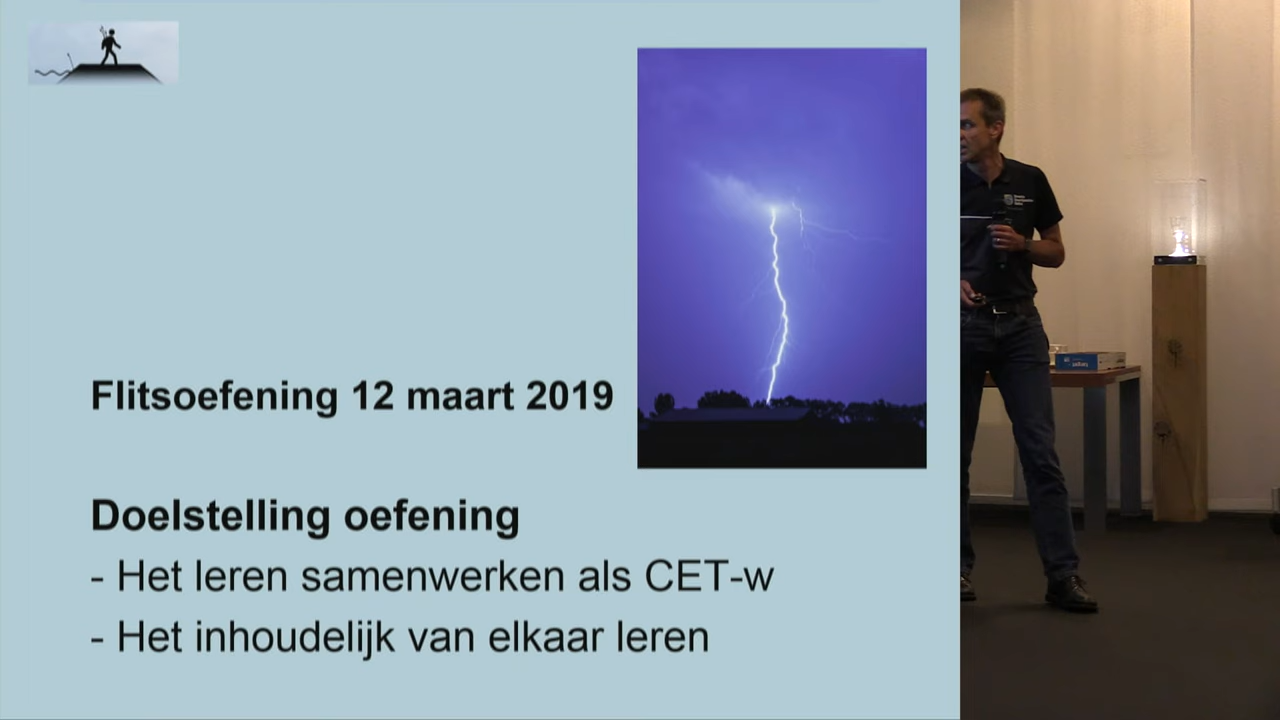 Flitsoefening 12 maart 2019
Doelstelling oefening
- Het leren samenwerken als CET-w
- Het inhoudelijk van elkaar leren